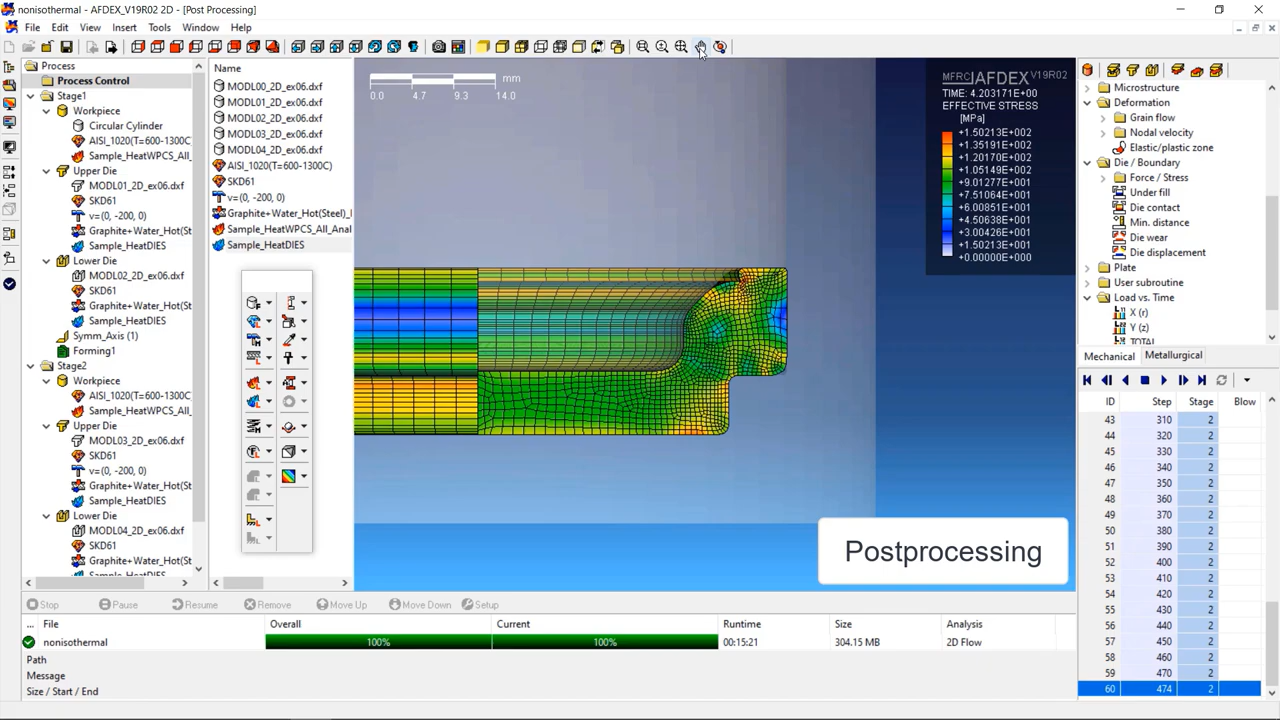 nonisothermal - AFDEX_V19R02 2D - [Post Processing]
File Edit View Insert Tools Window Help
Process
Process Control
Stage1
Workpiece
Circular Cylinder
AISI_1020(T=600-1300C)
Sample_HeatWPCS_All_
Upper Die
MODL01_2D_ex06.dxf
SKD61
v=(0, -200, 0)
Graphite+Water_Hot(St
Sample_HeatDIES
Lower Die
MODL02_2D_ex06.dxf
SKD61
Graphite+Water_Hot(St
Sample_HeatDIES
Symm_Axis (1)
Forming1
Stage2
Workpiece
AISI_1020(T=600-1300C)
Sample_HeatWPCS_All_
Upper Die
MODL03_2D_ex06.dxf
SKD61
v=(0, -200, 0)
Graphite+Water_Hot(St
Sample_HeatDIES
Lower Die
MODL04_2D_ex06.dxf
SKD61
Graphite+Water_Hot(St
Sample_HeatDIES
Name
MODL00_2D_ex06.dxf
MODL01_2D_ex06.dxf
MODL02_2D_ex06.dxf
MODL03_2D_ex06.dxf
MODL04_2D_ex06.dxf
AISI_1020(T=600-1300C)
SKD61
v=(0, -200, 0)
Graphite+Water_Hot(Steel)_l
Sample_HeatWPCS_All_Anal
Sample_HeatDIES
mm
0.0 4.7 9.3 14.0
MFRC AFDEX V19R02
TIME: 4.203171E+00
EFFECTIVE STRESS
[MPa]
+1.50213E+002
+1.35191E+002
+1.20170E+002
+1.05149E+002
+9.01277E+001
+7.51064E+001
+6.00851E+001
+4.50638E+001
+3.00426E+001
+1.50213E+001
+0.00000E+000
Postprocessing
Microstructure
Deformation
Grain flow
Nodal velocity
Elastic/plastic zone
Die / Boundary
Force / Stress
Under fill
Die contact
Min. distance
Die wear
Die displacement
Plate
User subroutine
Load vs. Time
X (r)
Y (z)
TOTAL
Mechanical Metallurgical
ID Step Stage Blow
43 310 2
44 320 2
45 330 2
46 340 2
47 350 2
48 360 2
49 370 2
50 380 2
51 390 2
52 400 2
53 410 2
54 420 2
55 430 2
56 440 2
57 450 2
58 460 2
59 470 2
60 474 2
Stop Pause Resume Remove Move Up Move Down Setup
... File Overall Current Runtime Size Analysis
nonisothermal 100% 100% 00:15:21 304.15 MB 2D Flow
Path
Message
Size / Start / End